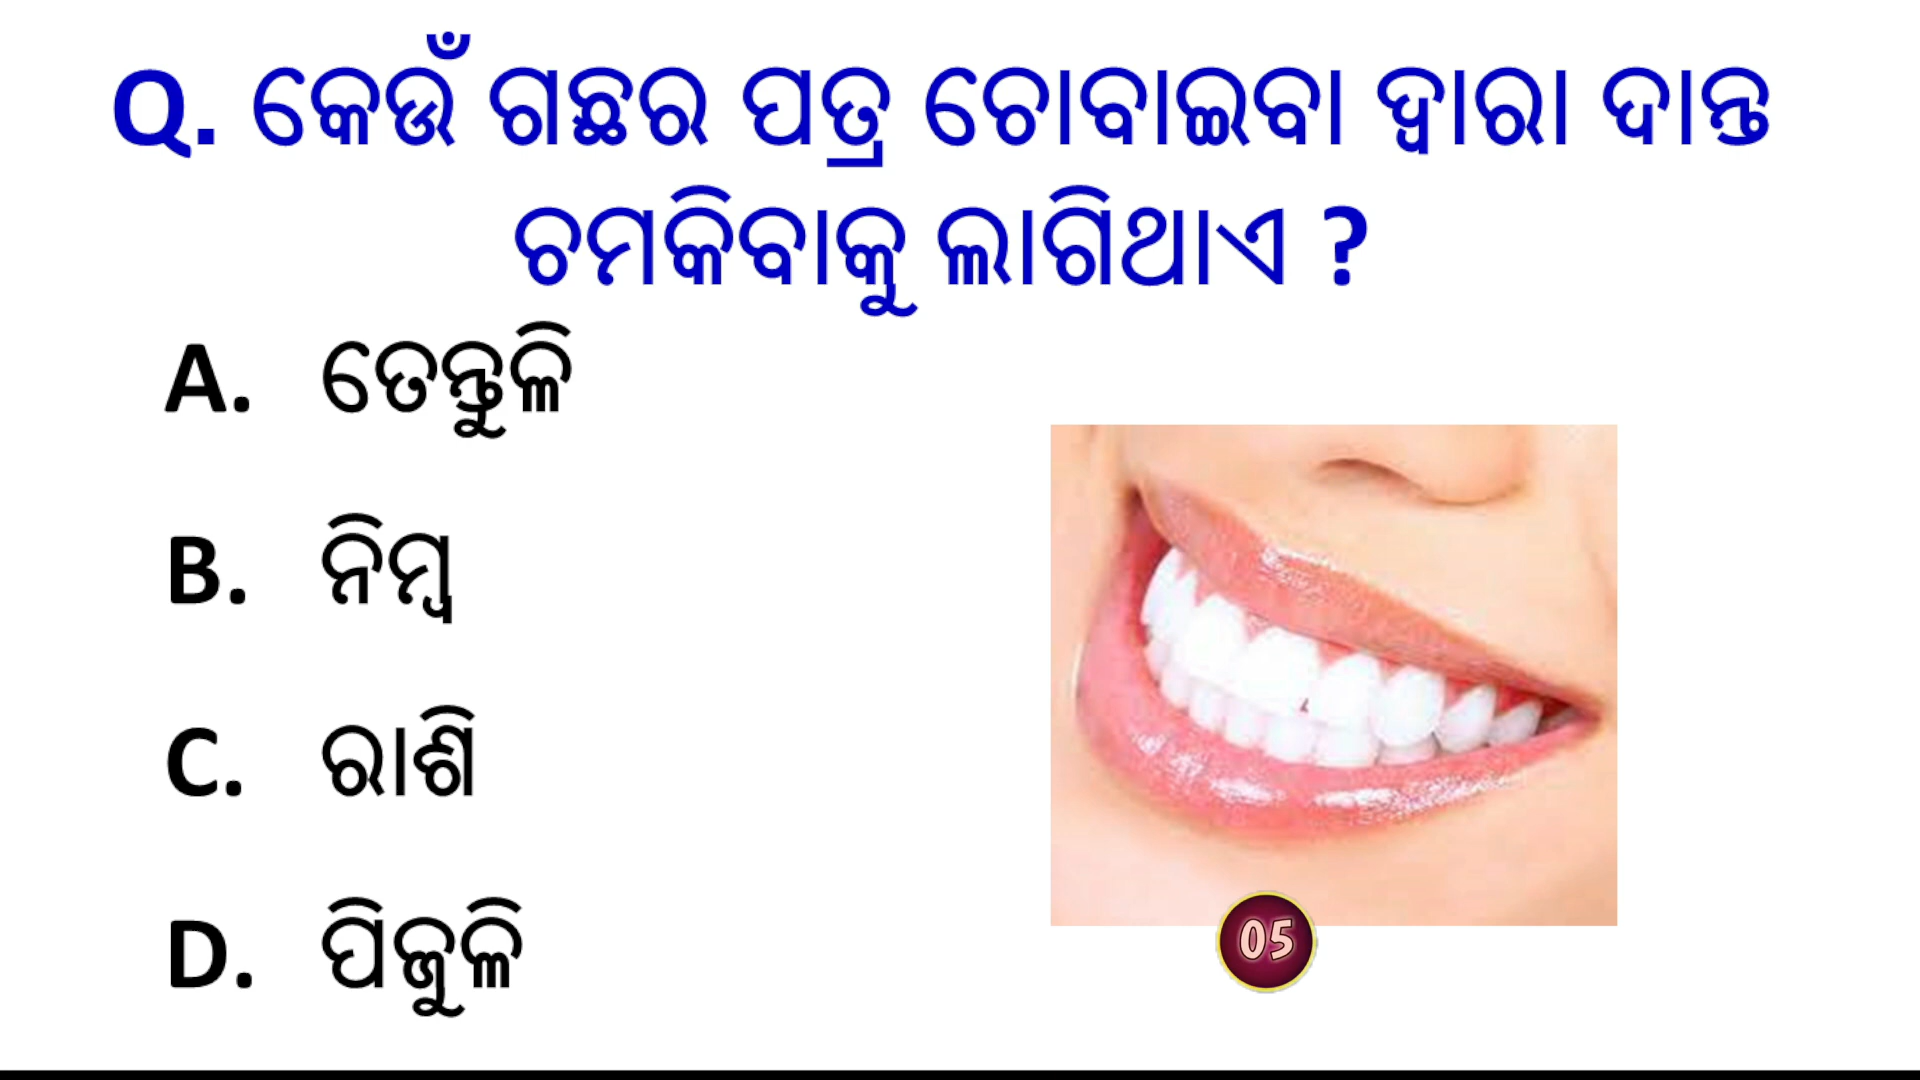 Q. କେଉଁ ଗଛର ପତ୍ର ଚୋବାଇବା ଦ୍ୱାରା ଦାନ୍ତ
ଚମକିବାକୁ ଲାଗିଥାଏ ?
A. ତେନ୍ତୁଳି
B. ନିମ୍ବ
C. ରାଶି
D. ପିଜୁଳି
05